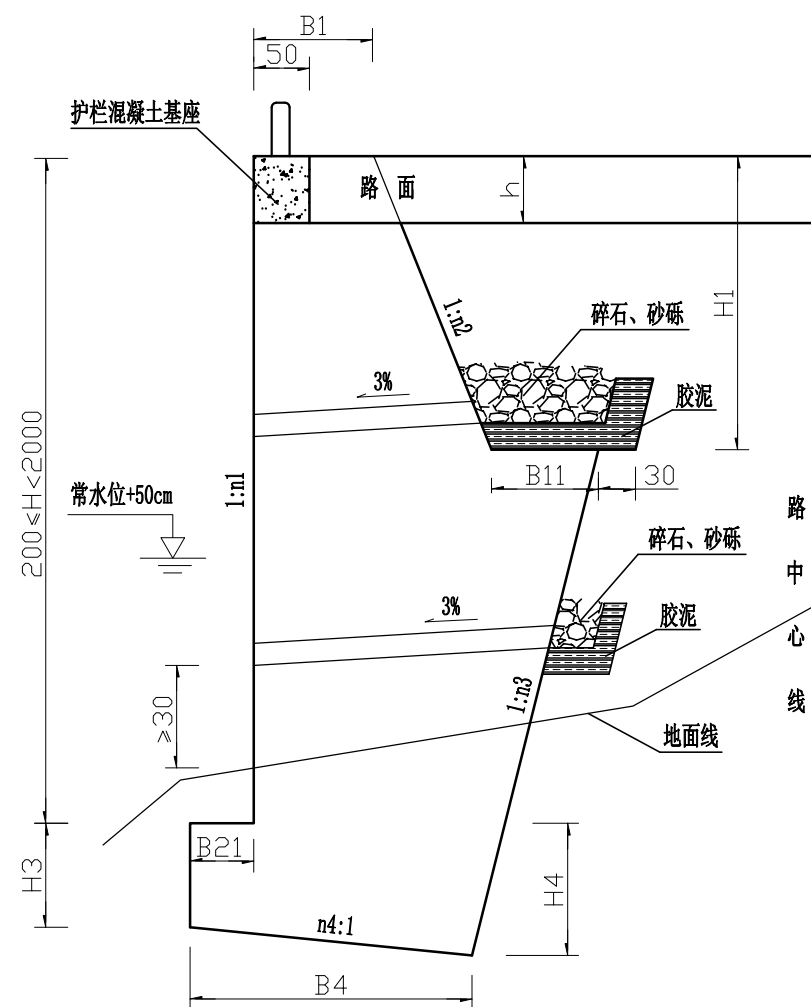 B1
50
护栏混凝土基座
路 面
h
H1
1:n2
碎石、砂砾
3%
胶泥
200≤H<2000
B11
30
1:n1
常水位+50cm
路
中
心
线
碎石、砂砾
3%
胶泥
≥30
1:n3
地面线
B21
H3
H4
n4:1
B4